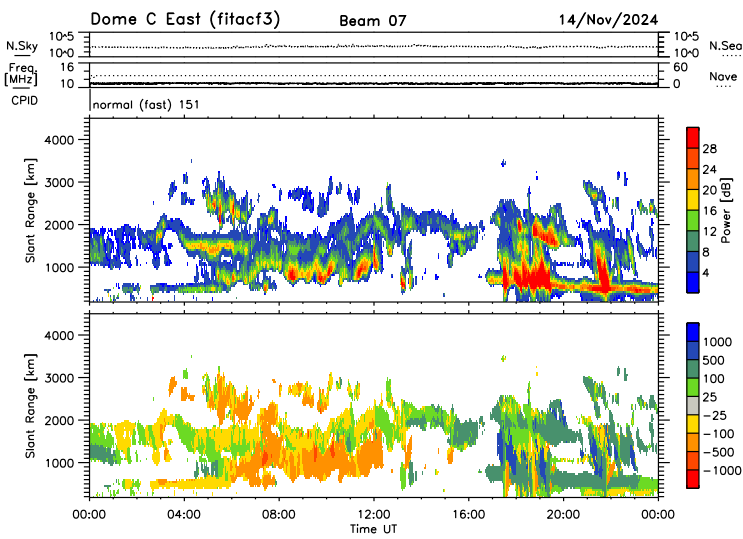 Dome C East (fitacf3) Beam 07 14/Nov/2024
N.Sky 10^5 10^0 10^5 10^0 N.Sea
Freq. [MHz] 16 10 60 0 Nave
CPID normal (fast) 151
4000
3000
2000
1000
Slant Range [km]
28
24
20
16
12
8
4
Power [dB]
4000
3000
2000
1000
Slant Range [km]
1000
500
100
25
-25
-100
-500
-1000
00:00 04:00 08:00 12:00 16:00 20:00 00:00
Time UT